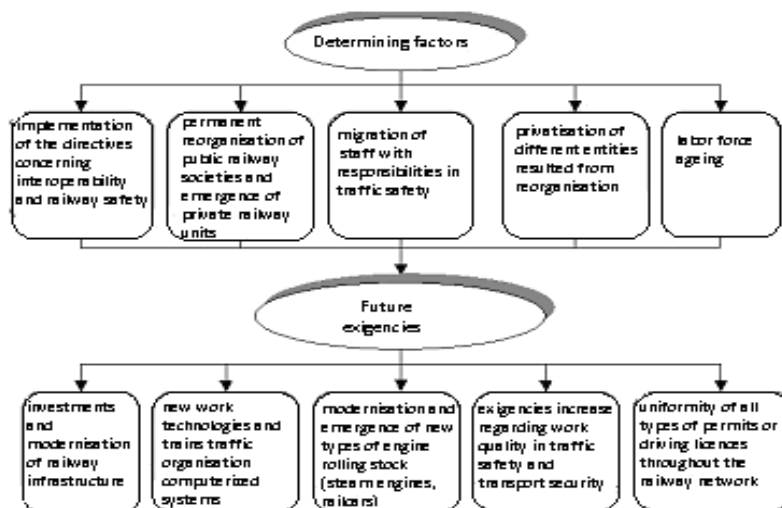 Determining factors
implementation
of the directives
concerning
interoperability
and railway safety
permanent
reorganisation of
public railway
societies and
emergence of
private railway
units
migration of
staff with
responsibilities in
traffic safety
privatisation of
different entities
resulted from
reorganisation
labor force
ageing
Future
exigencies
investments
and
modernisation
of railway
infrastructure
new work
technologies and
trains traffic
organisation
computerized
systems
modernisation and
emergence of new
types of engine
rolling stock
(steam engines,
railcars)
exigencies increase
regarding work
quality in traffic
safety and
transport security
uniformity of all
types of permits or
driving licences
throughout the
railway network